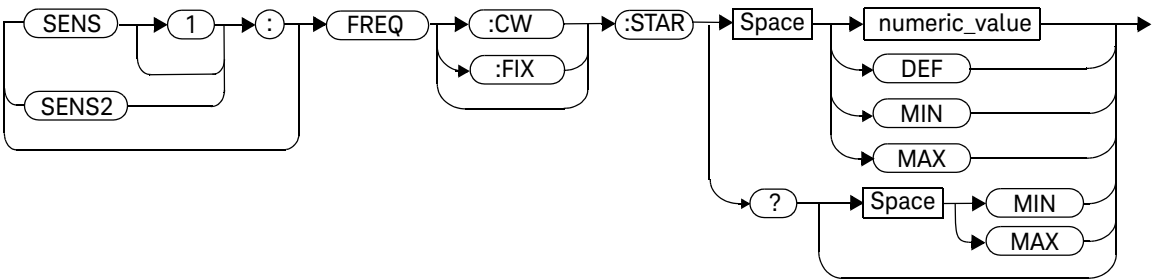 SENS 1 : FREQ :CW :STAR Space numeric_value
:FIX DEF
SENS2 MIN
MAX
? Space MIN
MAX